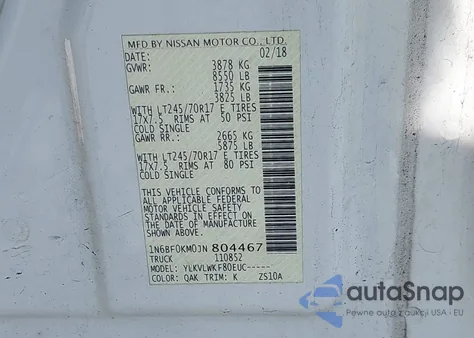 MFD BY NISSAN MOTOR CO., LTD.
DATE: 02/18
GVWR: 3878 KG
8550 LB
GAWR FR.: 1735 KG
3825 LB
WITH LT245/70R17 E TIRES
17X7.5 RIMS AT 50 PSI
COLD SINGLE
GAWR RR.: 2665 KG
5875 LB
WITH LT245/70R17 E TIRES
17X7.5 RIMS AT 80 PSI
COLD SINGLE
THIS VEHICLE CONFORMS TO
ALL APPLICABLE FEDERAL
MOTOR VEHICLE SAFETY
STANDARDS IN EFFECT ON
THE DATE OF MANUFACTURE
SHOWN ABOVE
1N6BF0KM0JN 804467
TRUCK 110852
MODEL: YLKVLWKF80EUC-----
COLOR: QAK TRIM: K ZS10A
autoSnap
Car auctions USA - EU